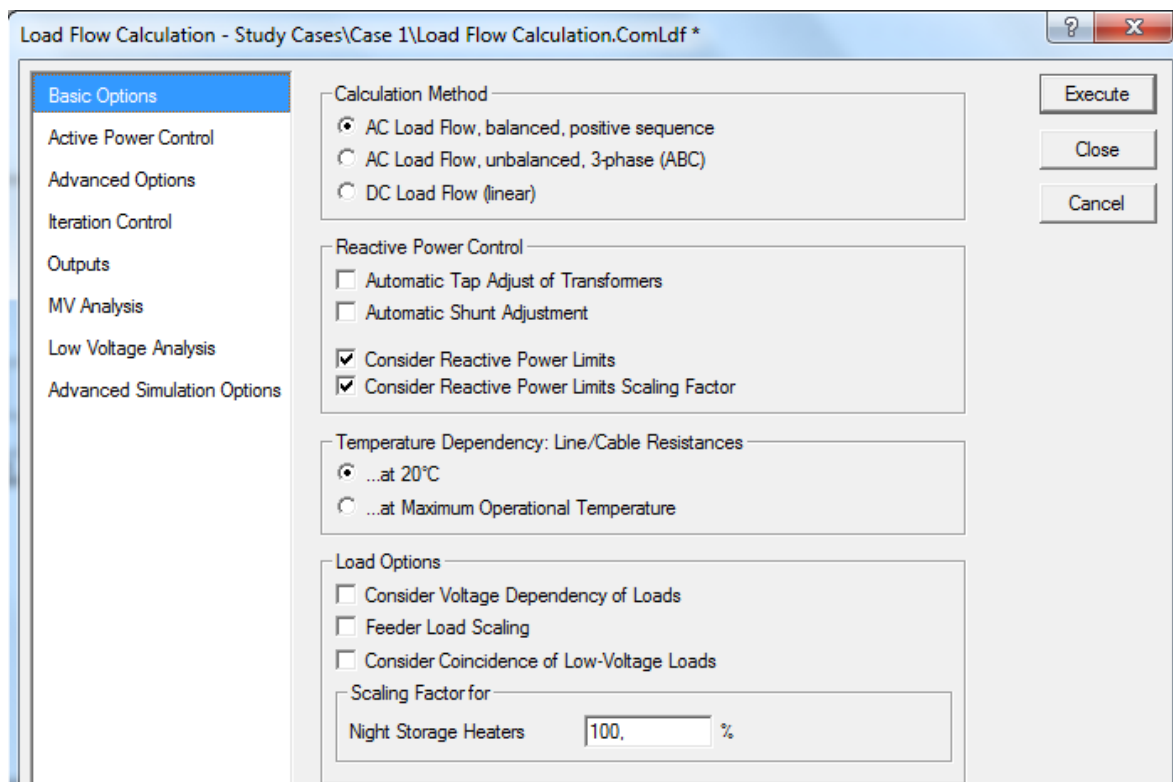 Load Flow Calculation - Study Cases\Case 1\Load Flow Calculation.ComLdf *
?
X
Basic Options
Active Power Control
Advanced Options
Iteration Control
Outputs
MV Analysis
Low Voltage Analysis
Advanced Simulation Options
Calculation Method
AC Load Flow, balanced, positive sequence
AC Load Flow, unbalanced, 3-phase (ABC)
DC Load Flow (linear)
Reactive Power Control
Automatic Tap Adjust of Transformers
Automatic Shunt Adjustment
Consider Reactive Power Limits
Consider Reactive Power Limits Scaling Factor
Temperature Dependency: Line/Cable Resistances
...at 20°C
...at Maximum Operational Temperature
Load Options
Consider Voltage Dependency of Loads
Feeder Load Scaling
Consider Coincidence of Low-Voltage Loads
Scaling Factor for
Night Storage Heaters 100, %
Execute
Close
Cancel